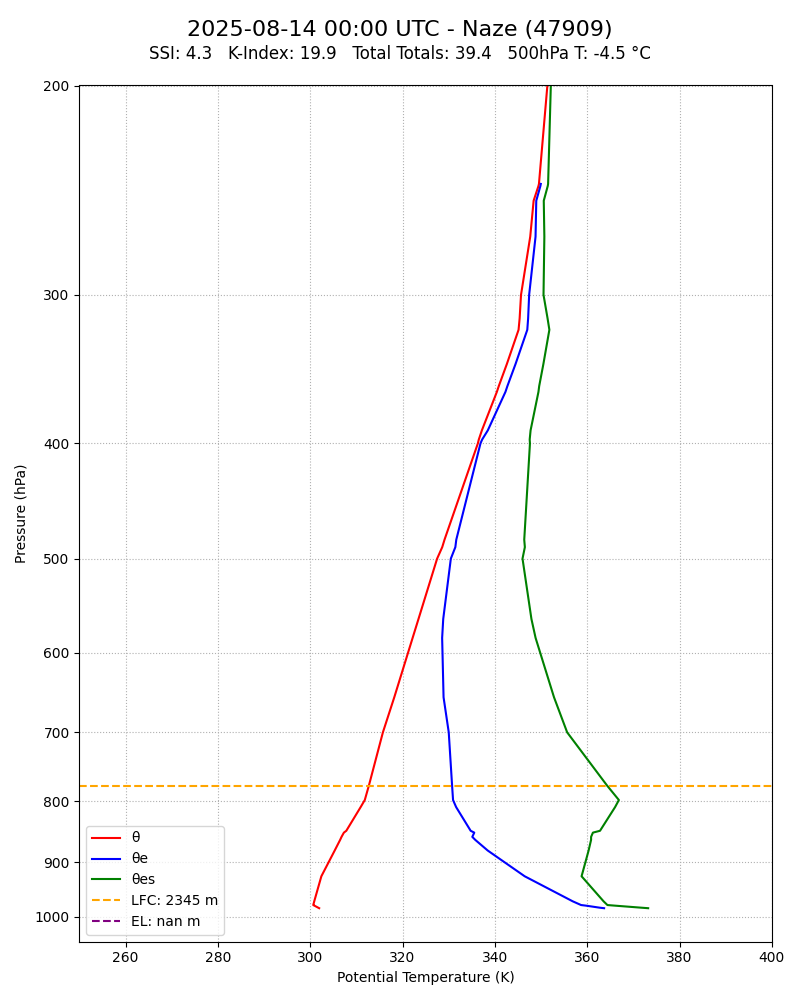 2025-08-14 00:00 UTC - Naze (47909)
SSI: 4.3   K-Index: 19.9   Total Totals: 39.4   500hPa T: -4.5 °C
200
300
400
500
600
700
800
900
1000
Pressure (hPa)
θ
θe
θes
LFC: 2345 m
EL: nan m
260 280 300 320 340 360 380 400
Potential Temperature (K)